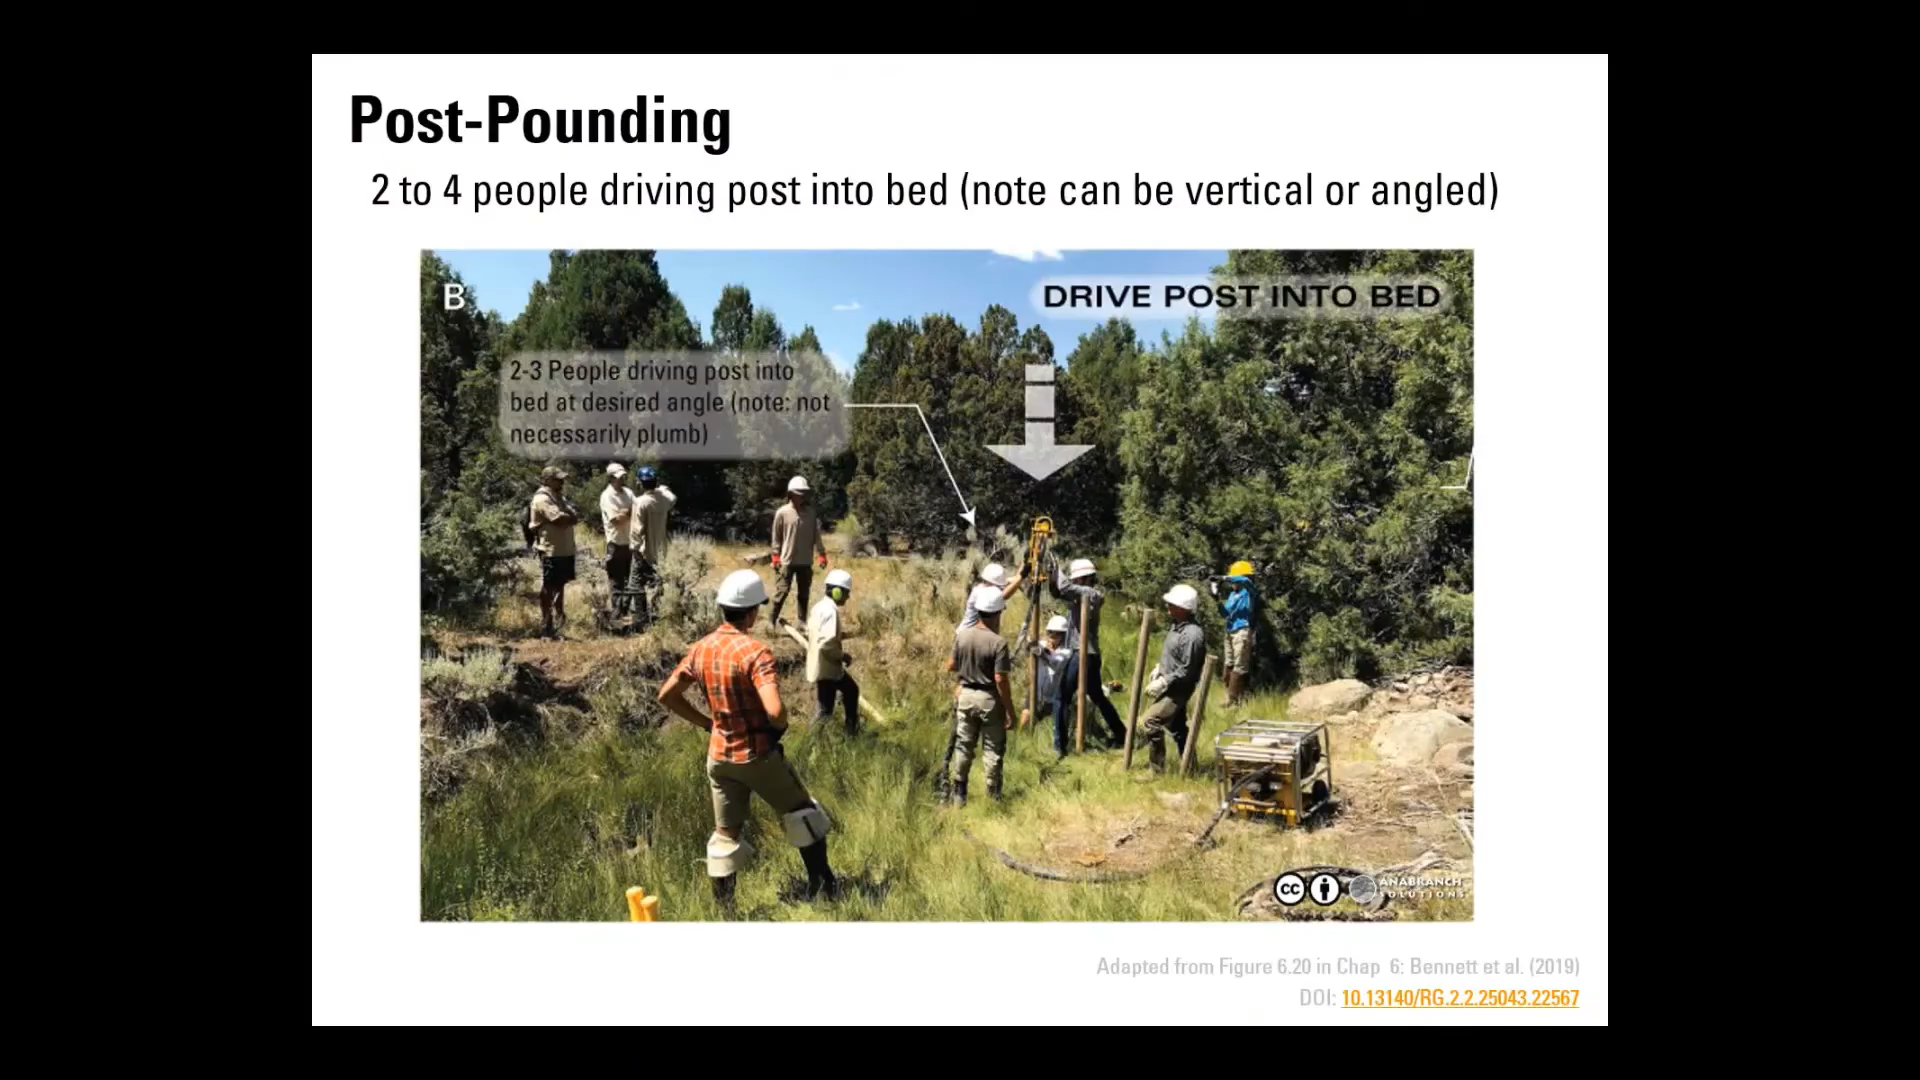 Post-Pounding
2 to 4 people driving post into bed (note can be vertical or angled)
B
DRIVE POST INTO BED
2-3 People driving post into
bed at desired angle (note: not
necessarily plumb)
cc
ANABRANCH
SOLUTIONS
Adapted from Figure 6.20 in Chap 6: Bennett et al. (2019)
DOI: 10.13140/RG.2.2.25043.22567